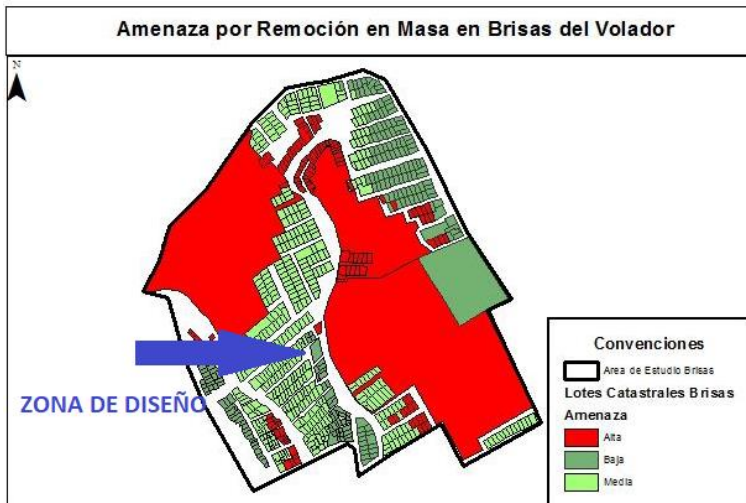 Amenaza por Remoción en Masa en Brisas del Volador
N
ZONA DE DISEÑO
Convenciones
Area de Estudio Brisas
Lotes Catastrales Brisas
Amenaza
Alta
Baja
Media